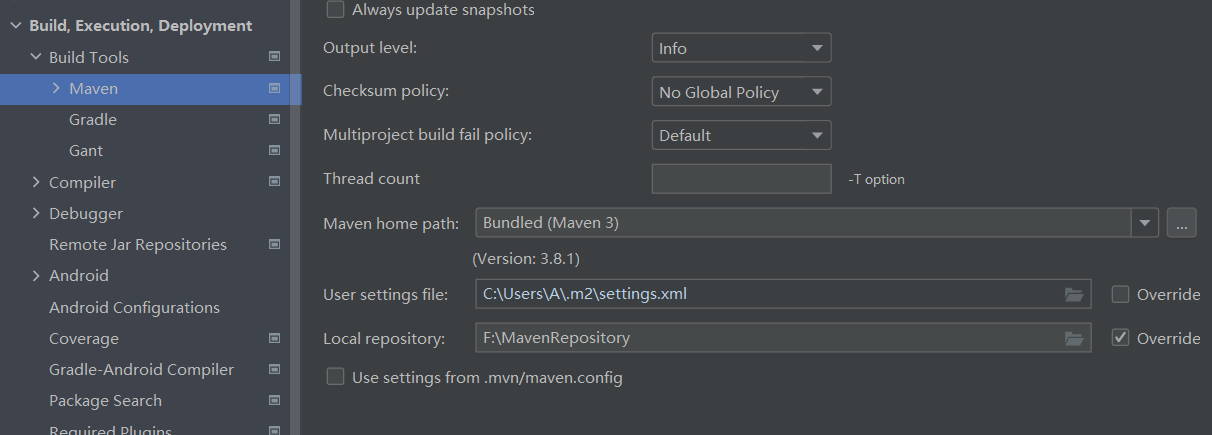 Build, Execution, Deployment
Build Tools
Maven
Gradle
Gant
Compiler
Debugger
Remote Jar Repositories
Android
Android Configurations
Coverage
Gradle-Android Compiler
Package Search
Required Plugins
Always update snapshots
Output level: Info
Checksum policy: No Global Policy
Multiproject build fail policy: Default
Thread count -T option
Maven home path: Bundled (Maven 3) ...
(Version: 3.8.1)
User settings file: C:\Users\A\.m2\settings.xml Override
Local repository: F:\MavenRepository Override
Use settings from .mvn/maven.config